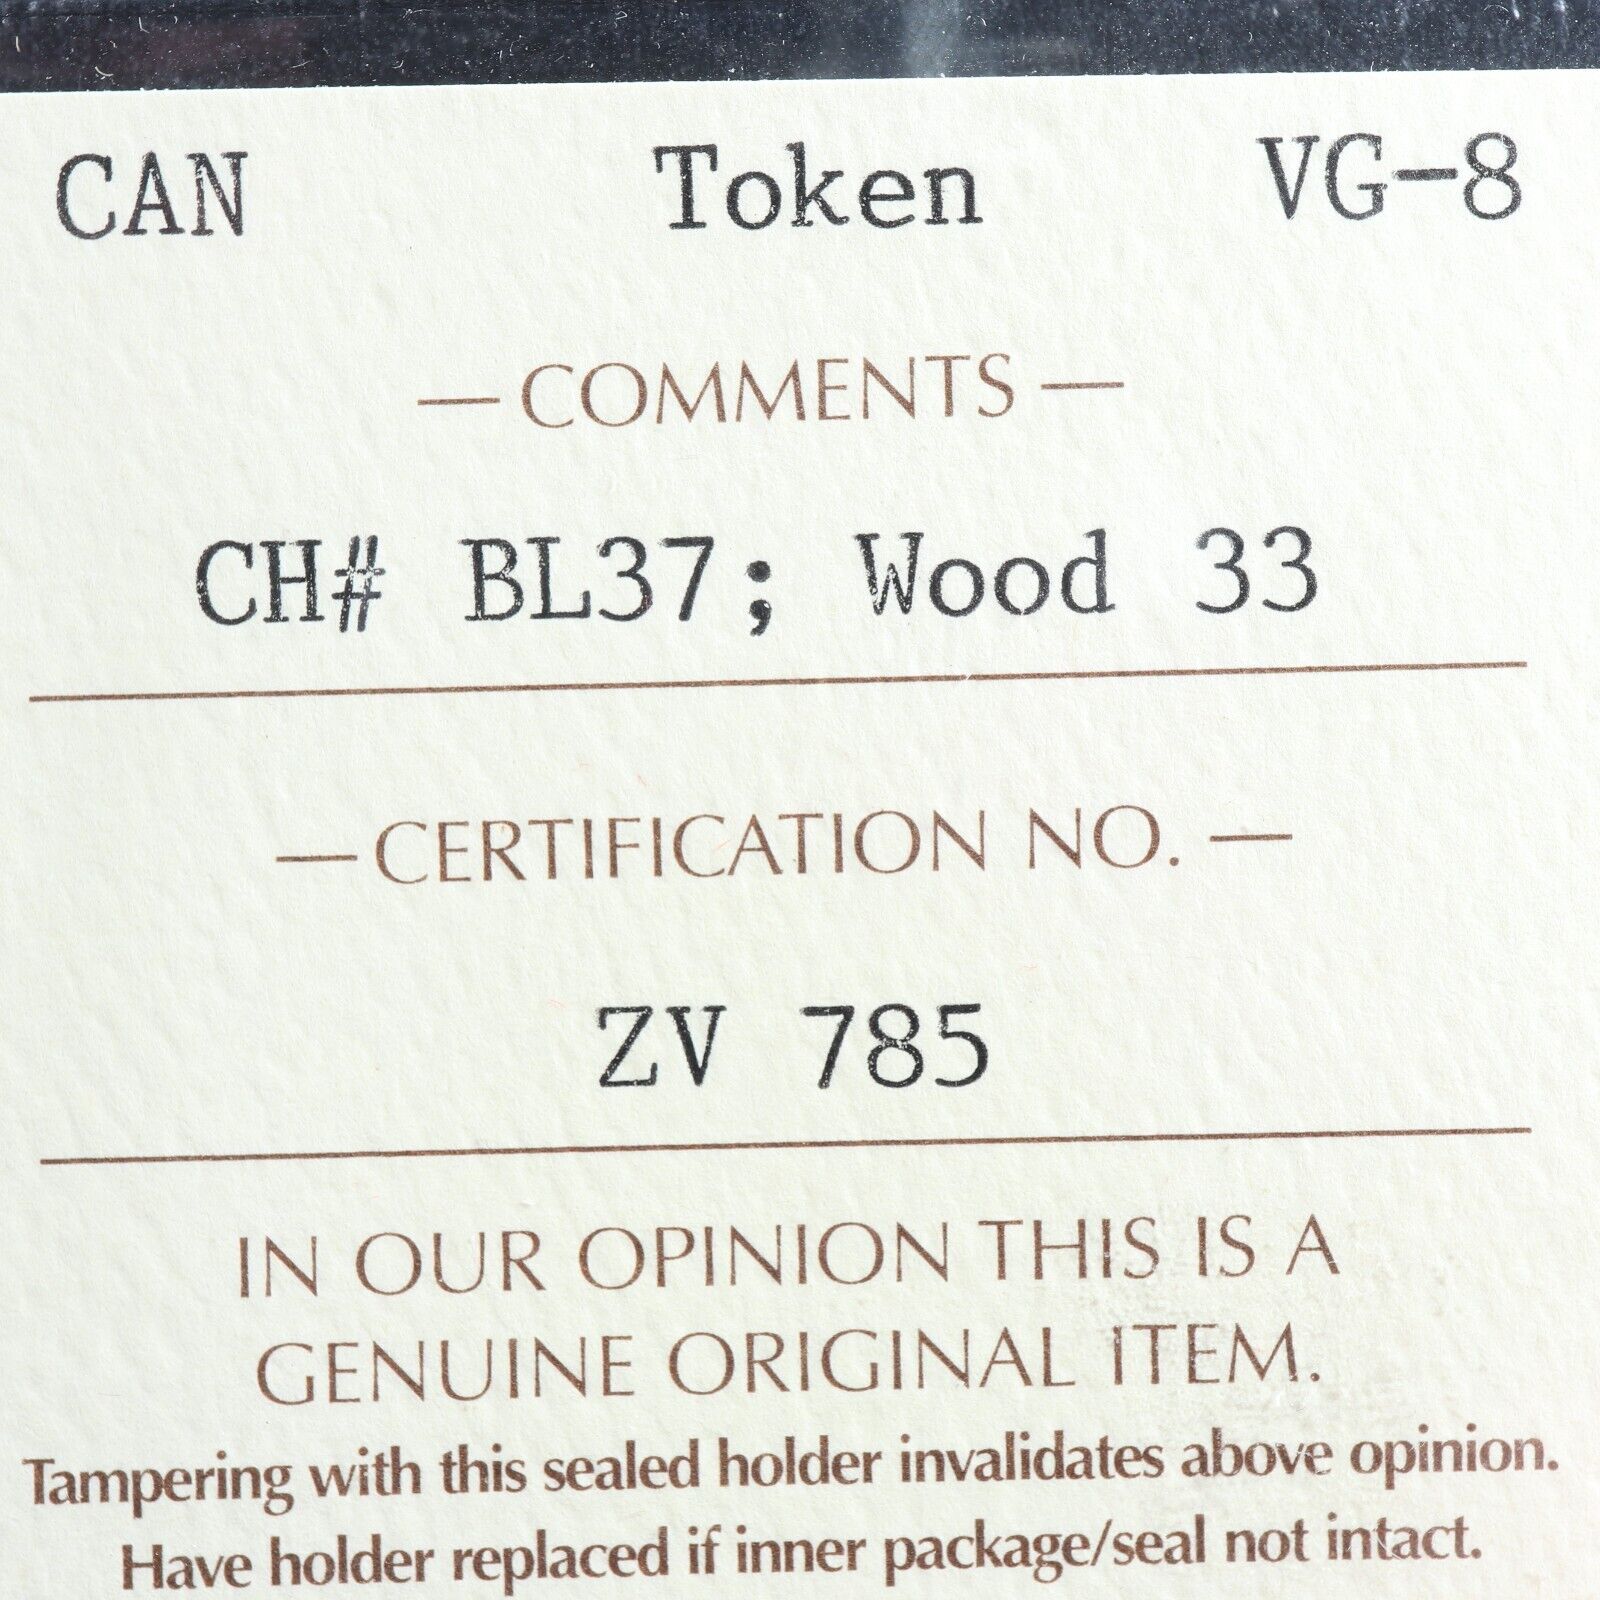 CAN Token VG-8
—COMMENTS—
CH# BL37; Wood 33
—CERTIFICATION NO.—
ZV 785
IN OUR OPINION THIS IS A
GENUINE ORIGINAL ITEM.
Tampering with this sealed holder invalidates above opinion.
Have holder replaced if inner package/seal not intact.